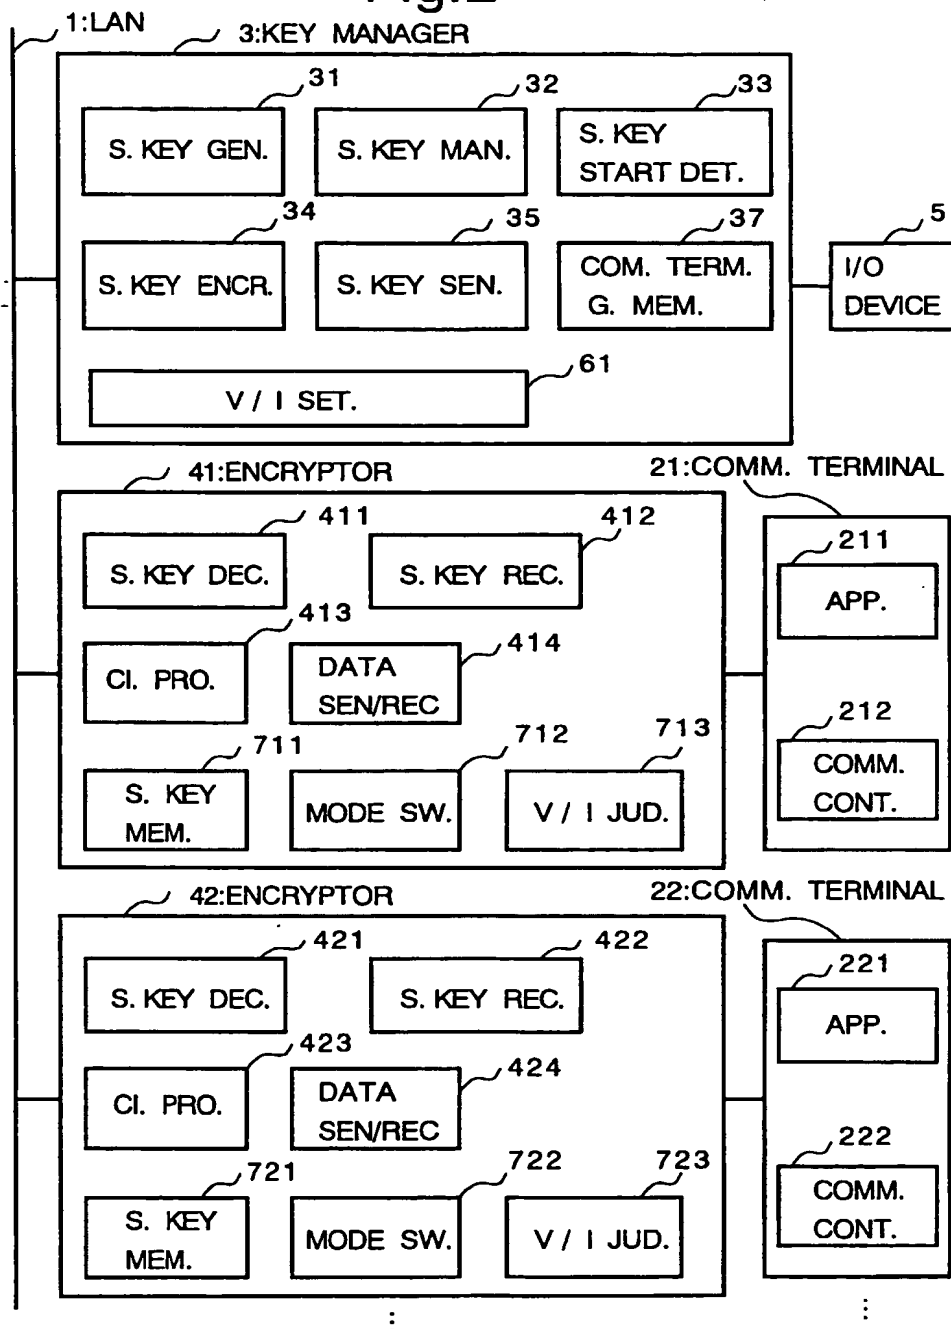 1:LAN
3:KEY MANAGER
31
32
33
S. KEY GEN.
S. KEY MAN.
S. KEY
START DET.
34
35
37
5
S. KEY ENCR.
S. KEY SEN.
COM. TERM.
G. MEM.
I/O
DEVICE
61
V / I SET.
41:ENCRYPTOR
21:COMM. TERMINAL
411
412
211
S. KEY DEC.
S. KEY REC.
APP.
413
414
CI. PRO.
DATA
SEN/REC
212
711
712
713
COMM.
CONT.
S. KEY
MEM.
MODE SW.
V / I JUD.
42:ENCRYPTOR
22:COMM. TERMINAL
421
422
221
S. KEY DEC.
S. KEY REC.
APP.
423
424
CI. PRO.
DATA
SEN/REC
222
721
722
723
COMM.
CONT.
S. KEY
MEM.
MODE SW.
V / I JUD.